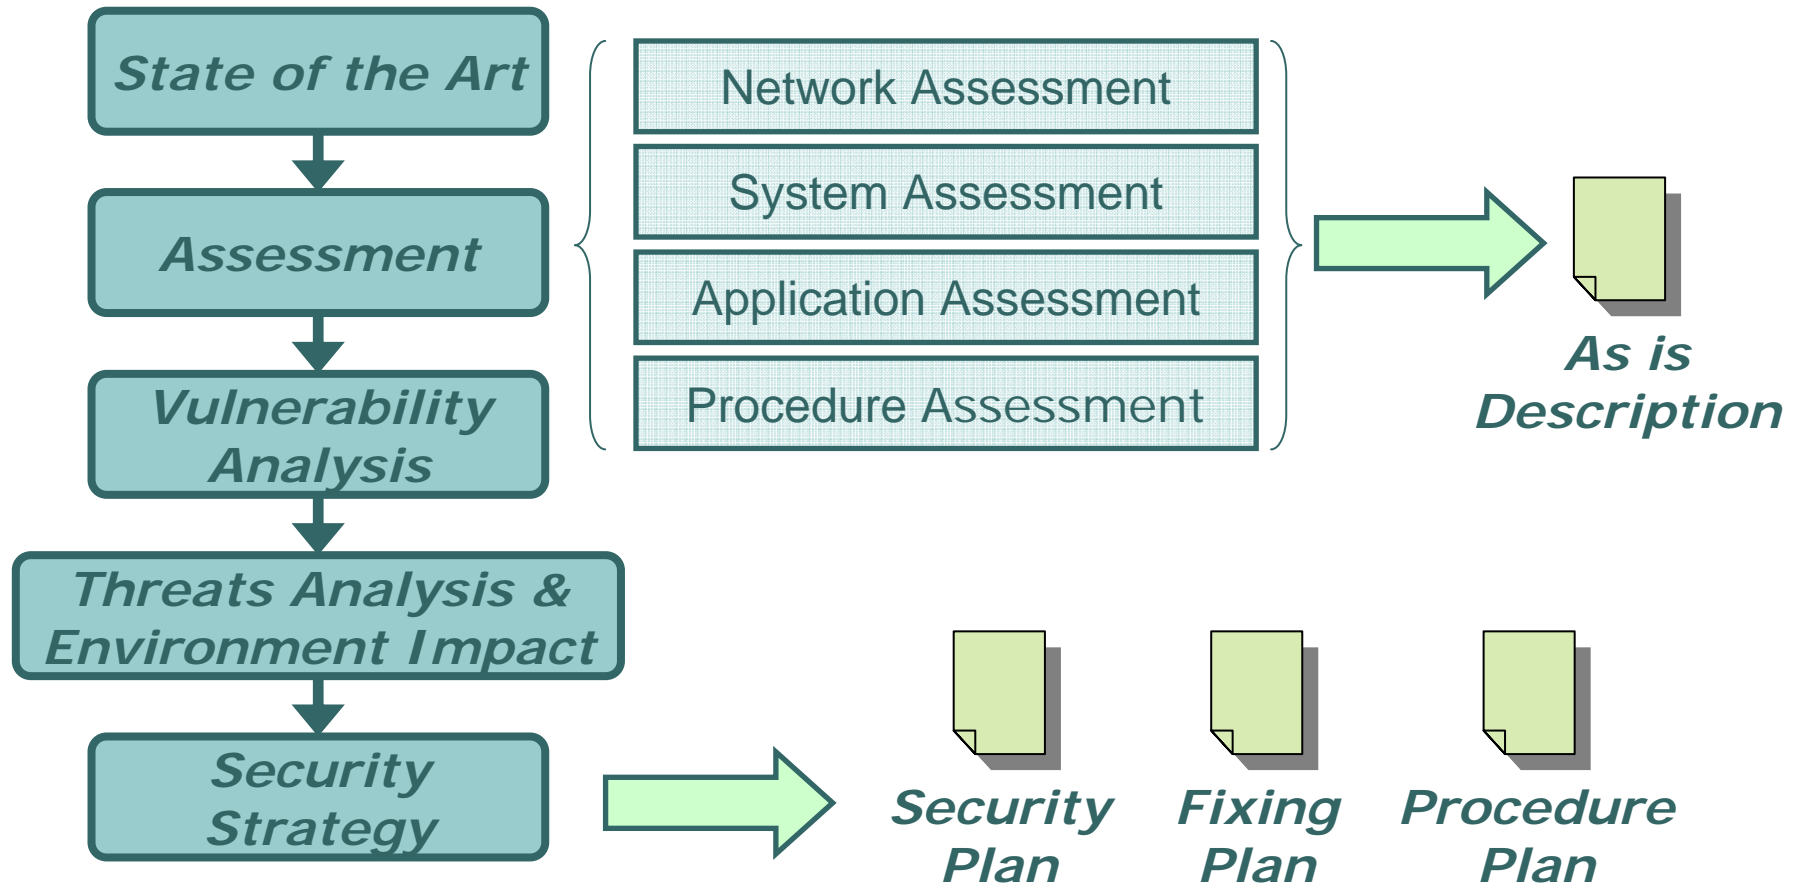 State of the Art
Assessment
Vulnerability
Analysis
Threats Analysis &
Environment Impact
Security
Strategy
Network Assessment
System Assessment
Application Assessment
Procedure Assessment
As is
Description
Security
Plan
Fixing
Plan
Procedure
Plan